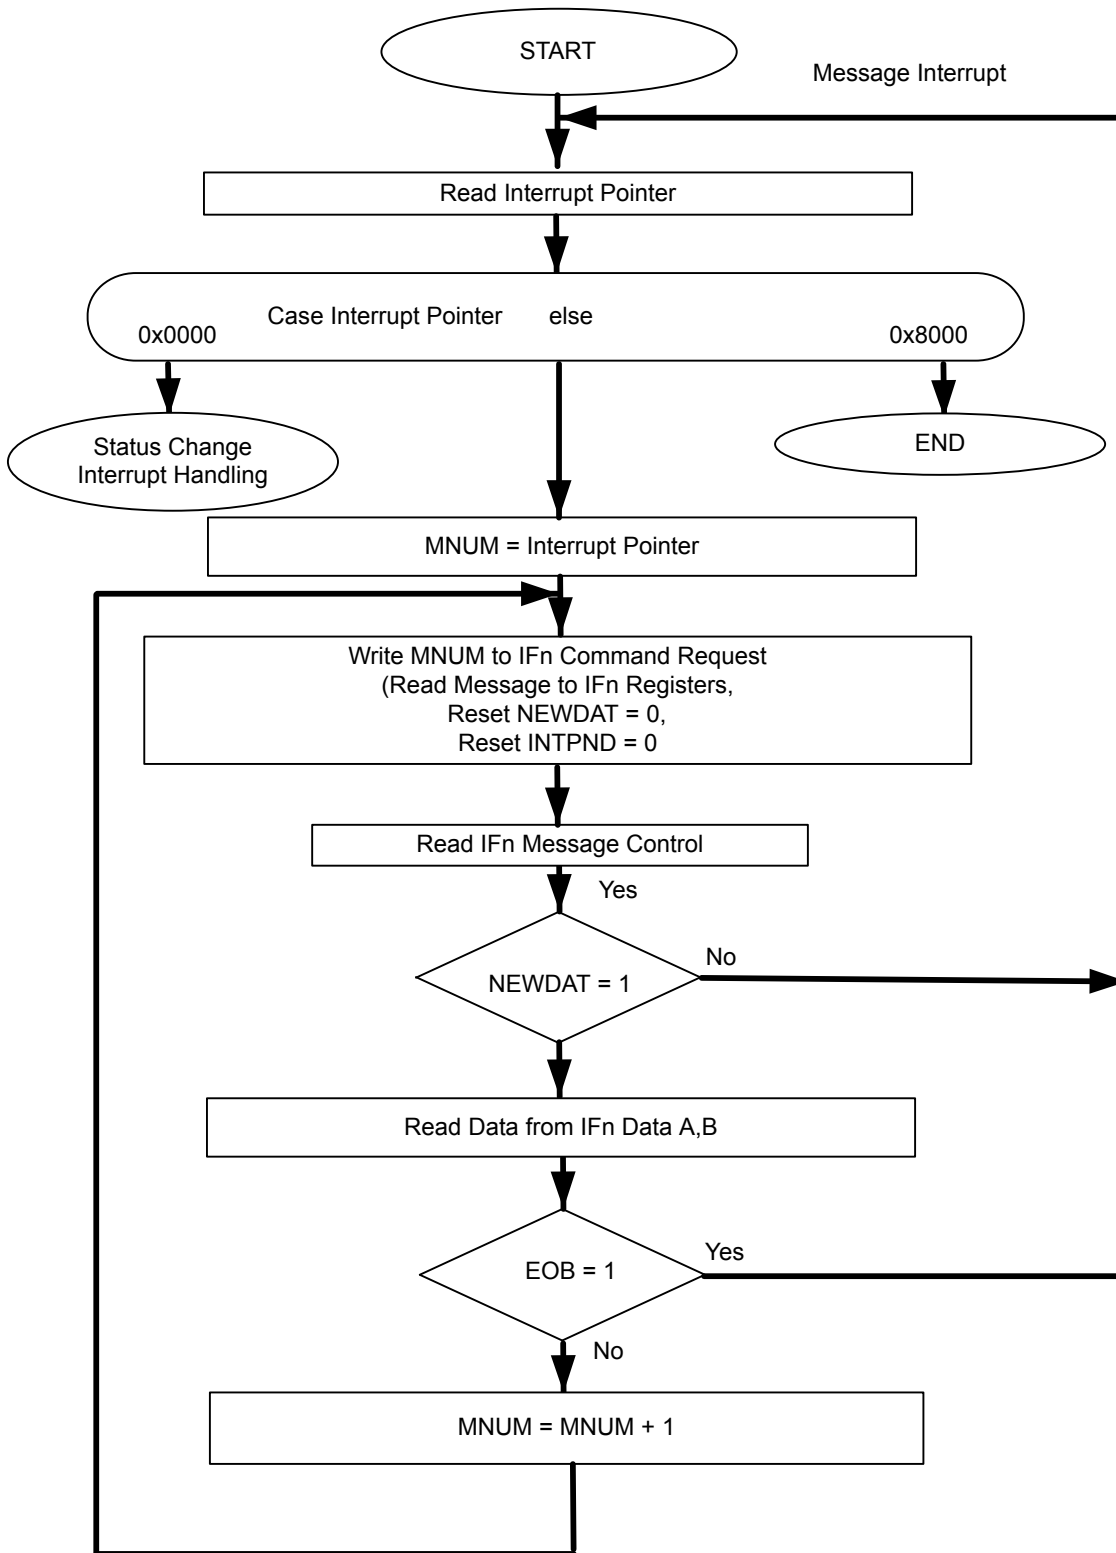 START
Message Interrupt
Read Interrupt Pointer
Case Interrupt Pointer else
0x0000
0x8000
Status Change
Interrupt Handling
END
MNUM = Interrupt Pointer
Write MNUM to IFn Command Request
(Read Message to IFn Registers,
Reset NEWDAT = 0,
Reset INTPND = 0
Read IFn Message Control
Yes
No
NEWDAT = 1
Read Data from IFn Data A,B
Yes
EOB = 1
No
MNUM = MNUM + 1